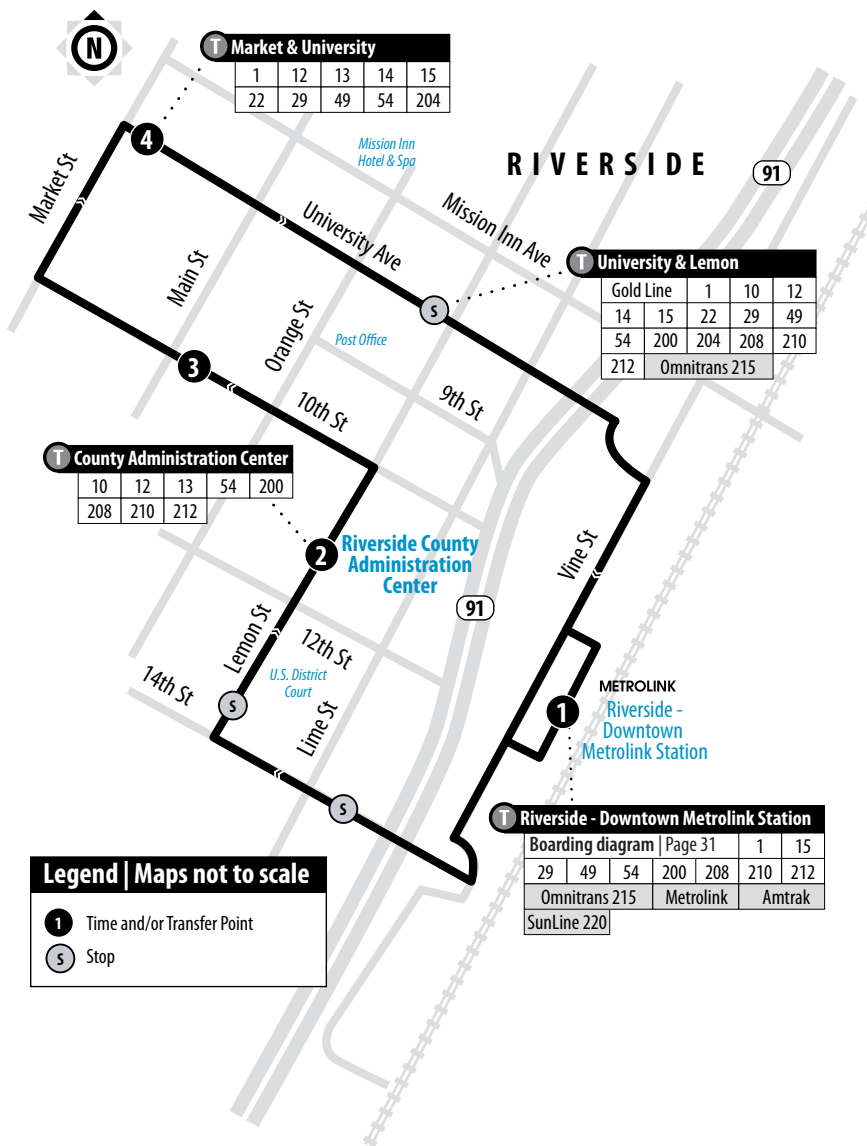 N
T Market & University
1 12 13 14 15
22 29 49 54 204
4
Market St
Mission Inn
Hotel & Spa
RIVERSIDE
91
University Ave
Mission Inn Ave
Main St
T University & Lemon
Gold Line 1 10 12
14 15 22 29 49
54 200 204 208 210
212 Omnitrans 215
S
Orange St
Post Office
3
10th St
9th St
T County Administration Center
10 12 13 54 200
208 210 212
2
Riverside County
Administration
Center
Vine St
91
Lemon St
12th St
U.S. District
Court
14th St
S
Lime St
METROLINK
1
Riverside -
Downtown
Metrolink Station
S
T Riverside - Downtown Metrolink Station
Boarding diagram | Page 31 1 15
29 49 54 200 208 210 212
Omnitrans 215 Metrolink Amtrak
SunLine 220
Legend | Maps not to scale
1 Time and/or Transfer Point
S Stop